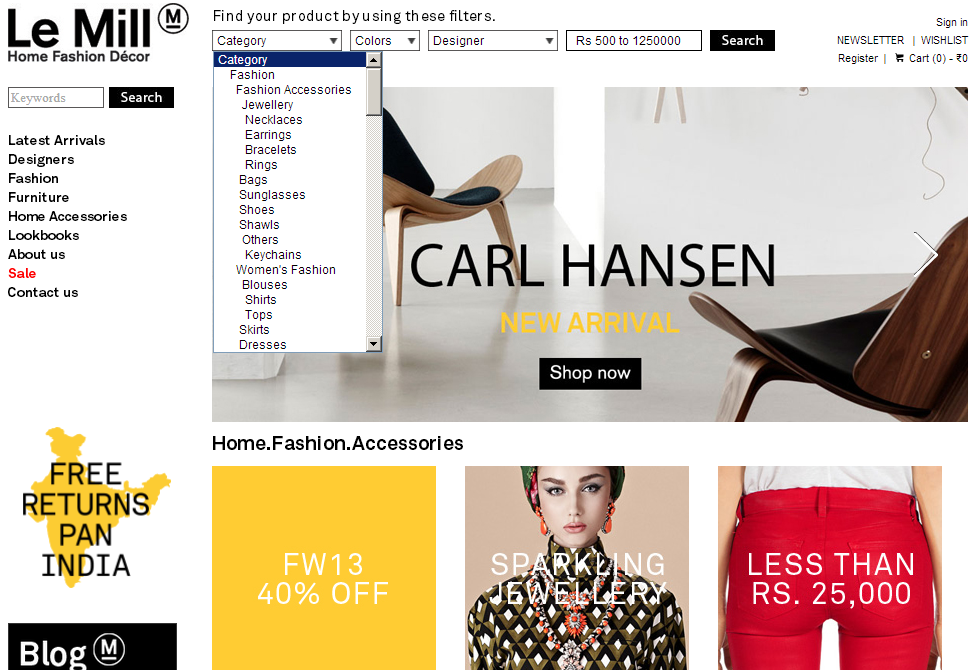 Le Mill M
Home Fashion Décor
Find your product by using these filters.
Category Colors Designer Rs 500 to 1250000 Search
Sign in
NEWSLETTER | WISHLIST
Register | Cart (0) - ₹0
Keywords Search
Latest Arrivals
Designers
Fashion
Furniture
Home Accessories
Lookbooks
About us
Sale
Contact us
Category
Fashion
Fashion Accessories
Jewellery
Necklaces
Earrings
Bracelets
Rings
Bags
Sunglasses
Shoes
Shawls
Others
Keychains
Women's Fashion
Blouses
Shirts
Tops
Skirts
Dresses
CARL HANSEN
NEW ARRIVAL
Shop now
FREE
RETURNS
PAN
INDIA
Blog M
Home.Fashion.Accessories
FW13
40% OFF
SPARKLING
JEWELLERY
LESS THAN
RS. 25,000